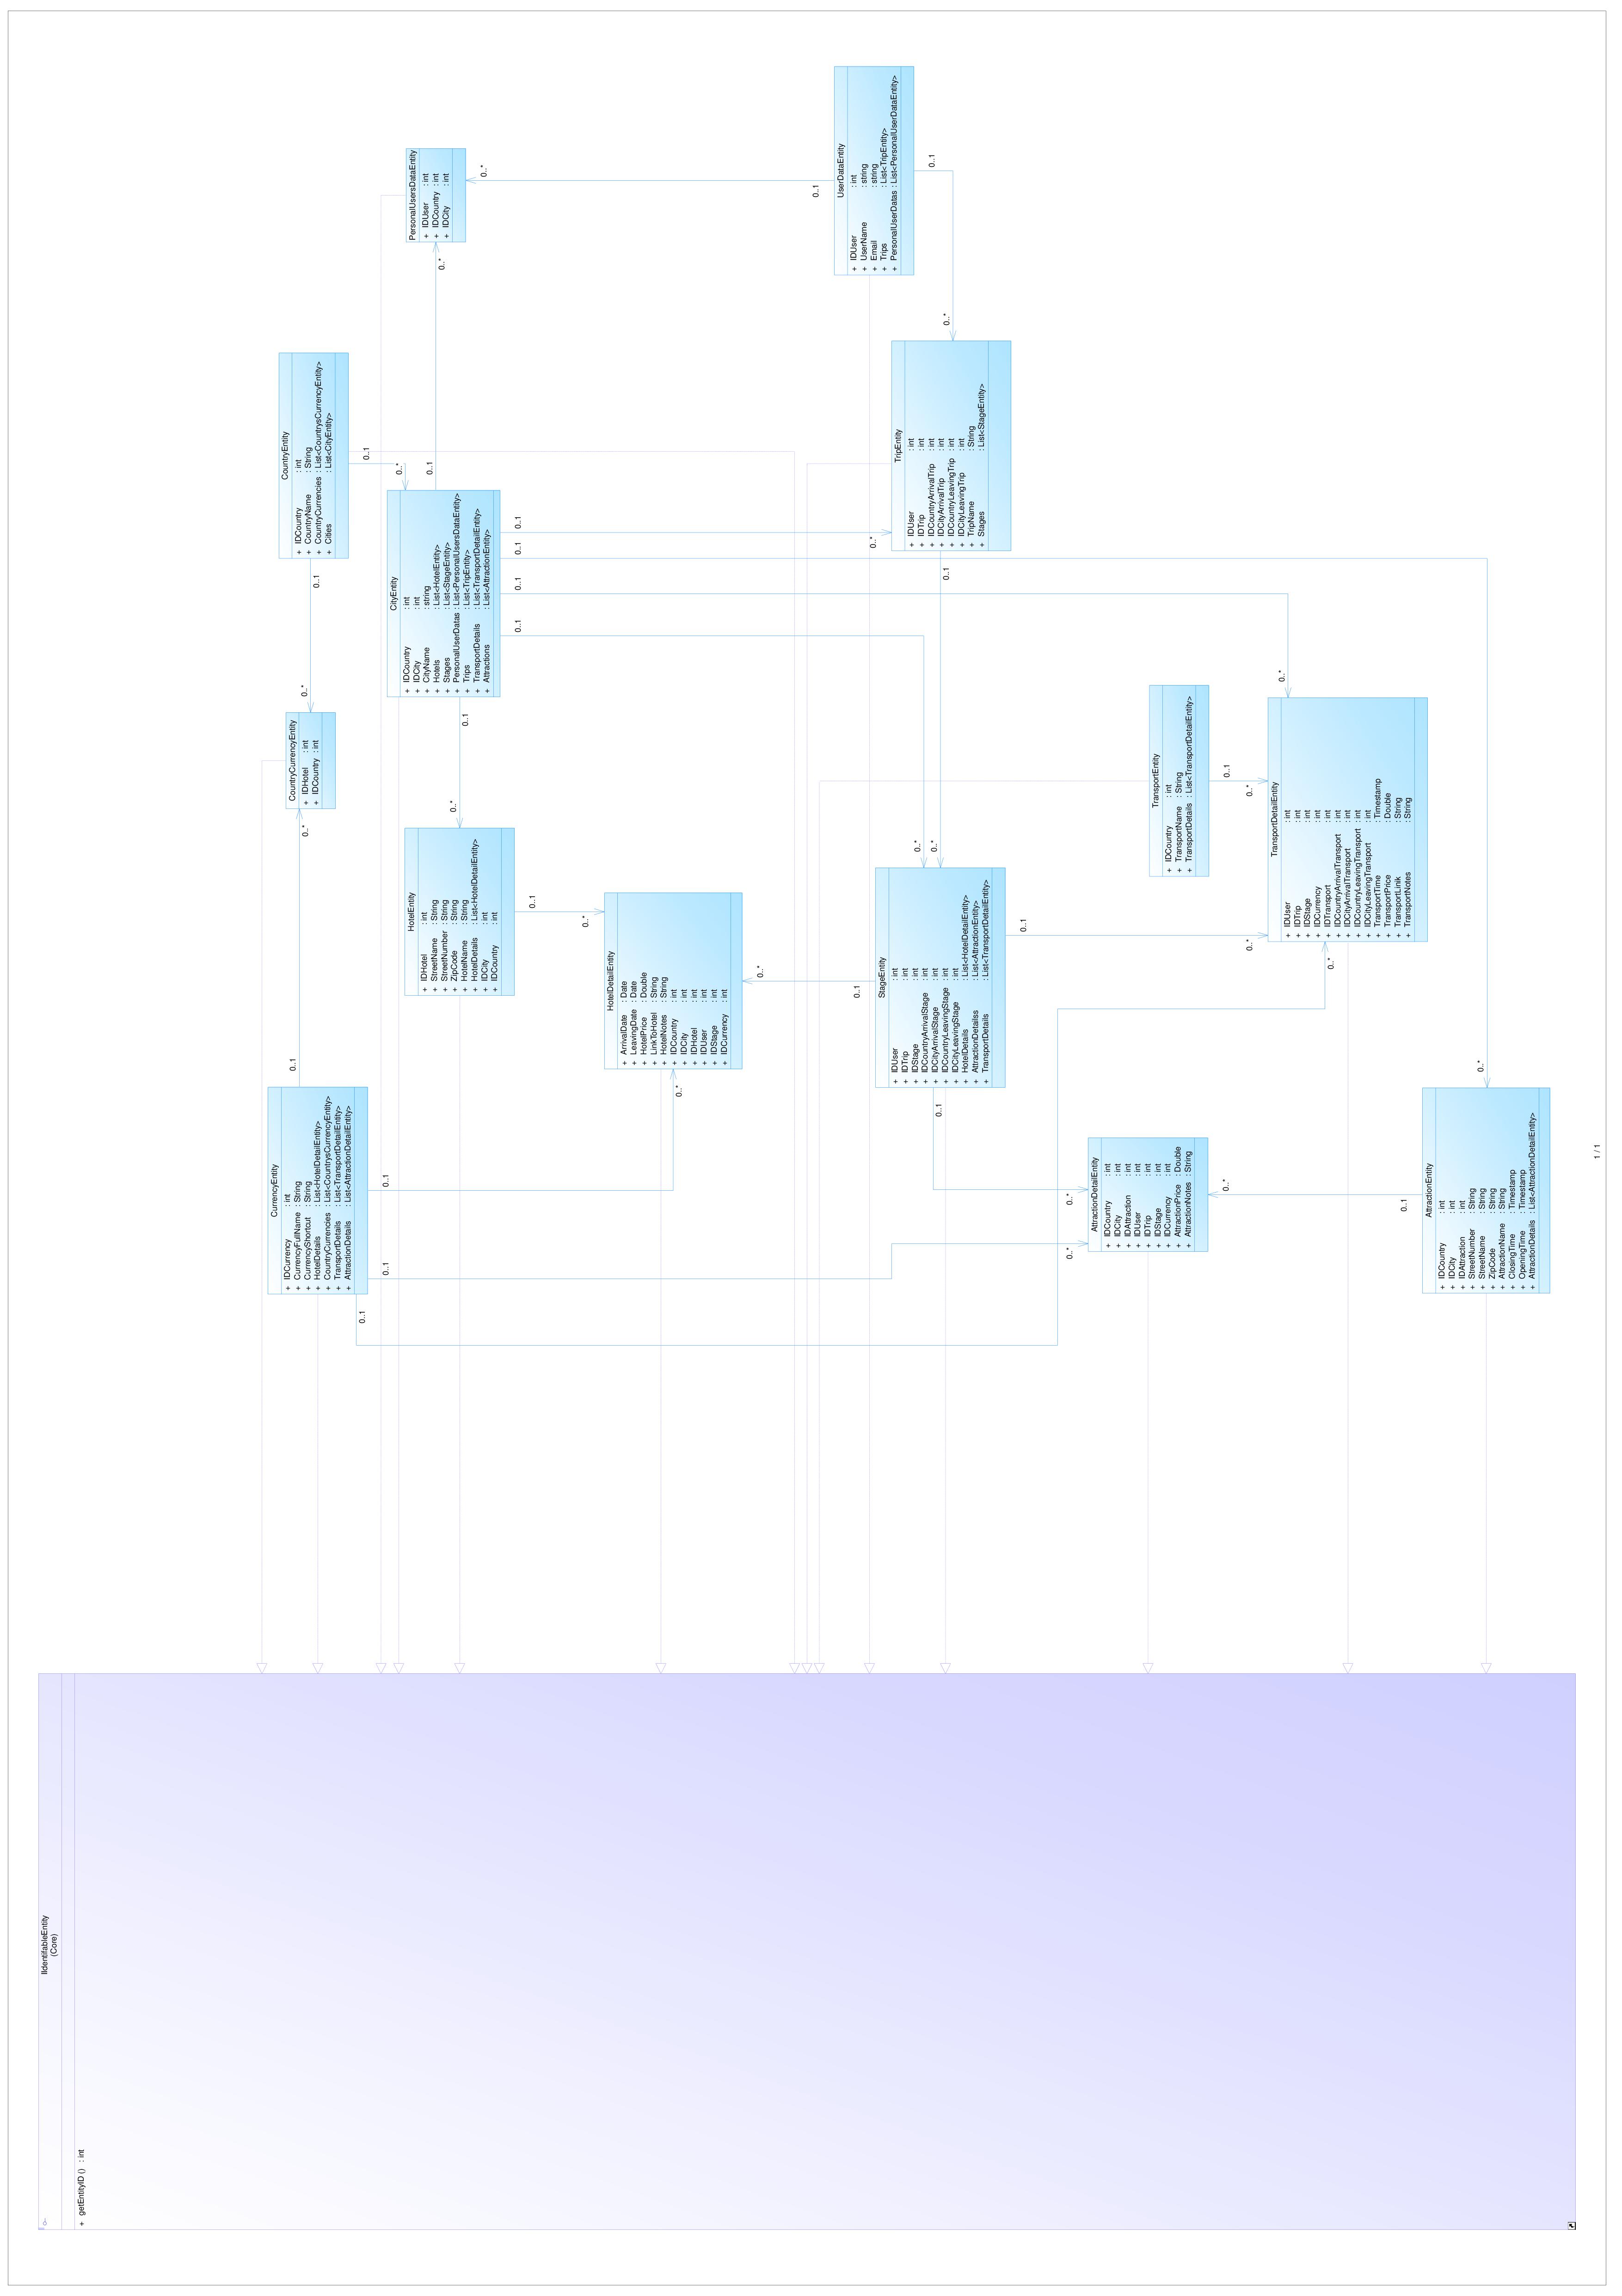 IIdentifableEntity
(Core)
+ getEntityID () : int
CurrencyEntity
+ IDCurrency : int
+ CurrencyFullName : String
+ CurrencyShortcut : String
+ HotelDetails : List<HotelDetailEntity>
+ CountryCurrencies : List<CountrysCurrencyEntity>
+ TransportDetails : List<TransportDetailEntity>
+ AttractionDetails : List<AttractionDetailEntity>
0..1
0..*
0..1
0..*
0..1
0..*
0..1
0..*
CountryCurrencyEntity
+ IDHotel : int
+ IDCountry : int
CountryEntity
+ IDCountry : int
+ CountryName : String
+ CountryCurrencies : List<CountrysCurrencyEntity>
+ Cities : List<CityEntity>
0..1
0..*
0..1
0..*
CityEntity
+ IDCountry : int
+ IDCity : int
+ CityName : string
+ Hotels : List<HotelEntity>
+ Stages : List<StageEntity>
+ PersonalUserDatas : List<PersonalUsersDataEntity>
+ Trips : List<TripEntity>
+ TransportDetails : List<TransportDetailEntity>
+ Attractions : List<AttractionEntity>
0..1
0..*
0..1
0..*
0..1
0..*
0..1
0..*
0..1
0..*
0..1
0..*
PersonalUsersDataEntity
+ IDUser : int
+ IDCountry : int
+ IDCity : int
HotelEntity
+ IDHotel : int
+ StreetName : String
+ StreetNumber : String
+ ZipCode : String
+ HotelName : String
+ HotelDetails : List<HotelDetailEntity>
+ IDCity : int
+ IDCountry : int
0..1
0..*
HotelDetailEntity
+ ArrivalDate : Date
+ LeavingDate : Date
+ HotelPrice : Double
+ LinkToHotel : String
+ HotelNotes : String
+ IDCountry : int
+ IDCity : int
+ IDHotel : int
+ IDUser : int
+ IDStage : int
+ IDCurrency : int
UserDataEntity
+ IDUser : int
+ UserName : string
+ Email : string
+ Trips : List<TripEntity>
+ PersonalUserDatas : List<PersonalUserDataEntity>
0..1
0..*
0..1
0..*
StageEntity
+ IDUser : int
+ IDTrip : int
+ IDStage : int
+ IDCountryArrivalStage : int
+ IDCityArrivalStage : int
+ IDCountryLeavingStage : int
+ IDCityLeavingStage : int
+ HotelDetails : List<HotelDetailEntity>
+ AttractionDetailss : List<AttractionEntity>
+ TransportDetails : List<TransportDetailEntity>
0..1
0..*
0..1
0..*
0..1
0..*
TripEntity
+ IDUser : int
+ IDTrip : int
+ IDCountryArrivalTrip : int
+ IDCityArrivalTrip : int
+ IDCountryLeavingTrip : int
+ IDCityLeavingTrip : int
+ TripName : String
+ Stages : List<StageEntity>
0..1
0..*
AttractionDetailEntity
+ IDCountry : int
+ IDCity : int
+ IDAttraction : int
+ IDUser : int
+ IDTrip : int
+ IDStage : int
+ IDCurrency : int
+ AttractionPrice : Double
+ AttractionNotes : String
TransportEntity
+ IDCountry : int
+ TransportName : String
+ TransportDetails : List<TransportDetailEntity>
0..1
0..*
TransportDetailEntity
+ IDUser : int
+ IDTrip : int
+ IDStage : int
+ IDCurrency : int
+ IDTransport : int
+ IDCountryArrivalTransport : int
+ IDCityArrivalTransport : int
+ IDCountryLeavingTransport : int
+ IDCityLeavingTransport : int
+ TransportTime : Timestamp
+ TransportPrice : Double
+ TransportLinik : String
+ TransportNotes : String
AttractionEntity
+ IDCountry : int
+ IDCity : int
+ IDAttraction : int
+ StreetNumber : String
+ StreetName : String
+ ZipCode : String
+ AttractionName : String
+ ClosingTime : Timestamp
+ OpeningTime : Timestamp
+ AttractionDetails : List<AttractionDetailEntity>
0..1
0..*
1 / 1